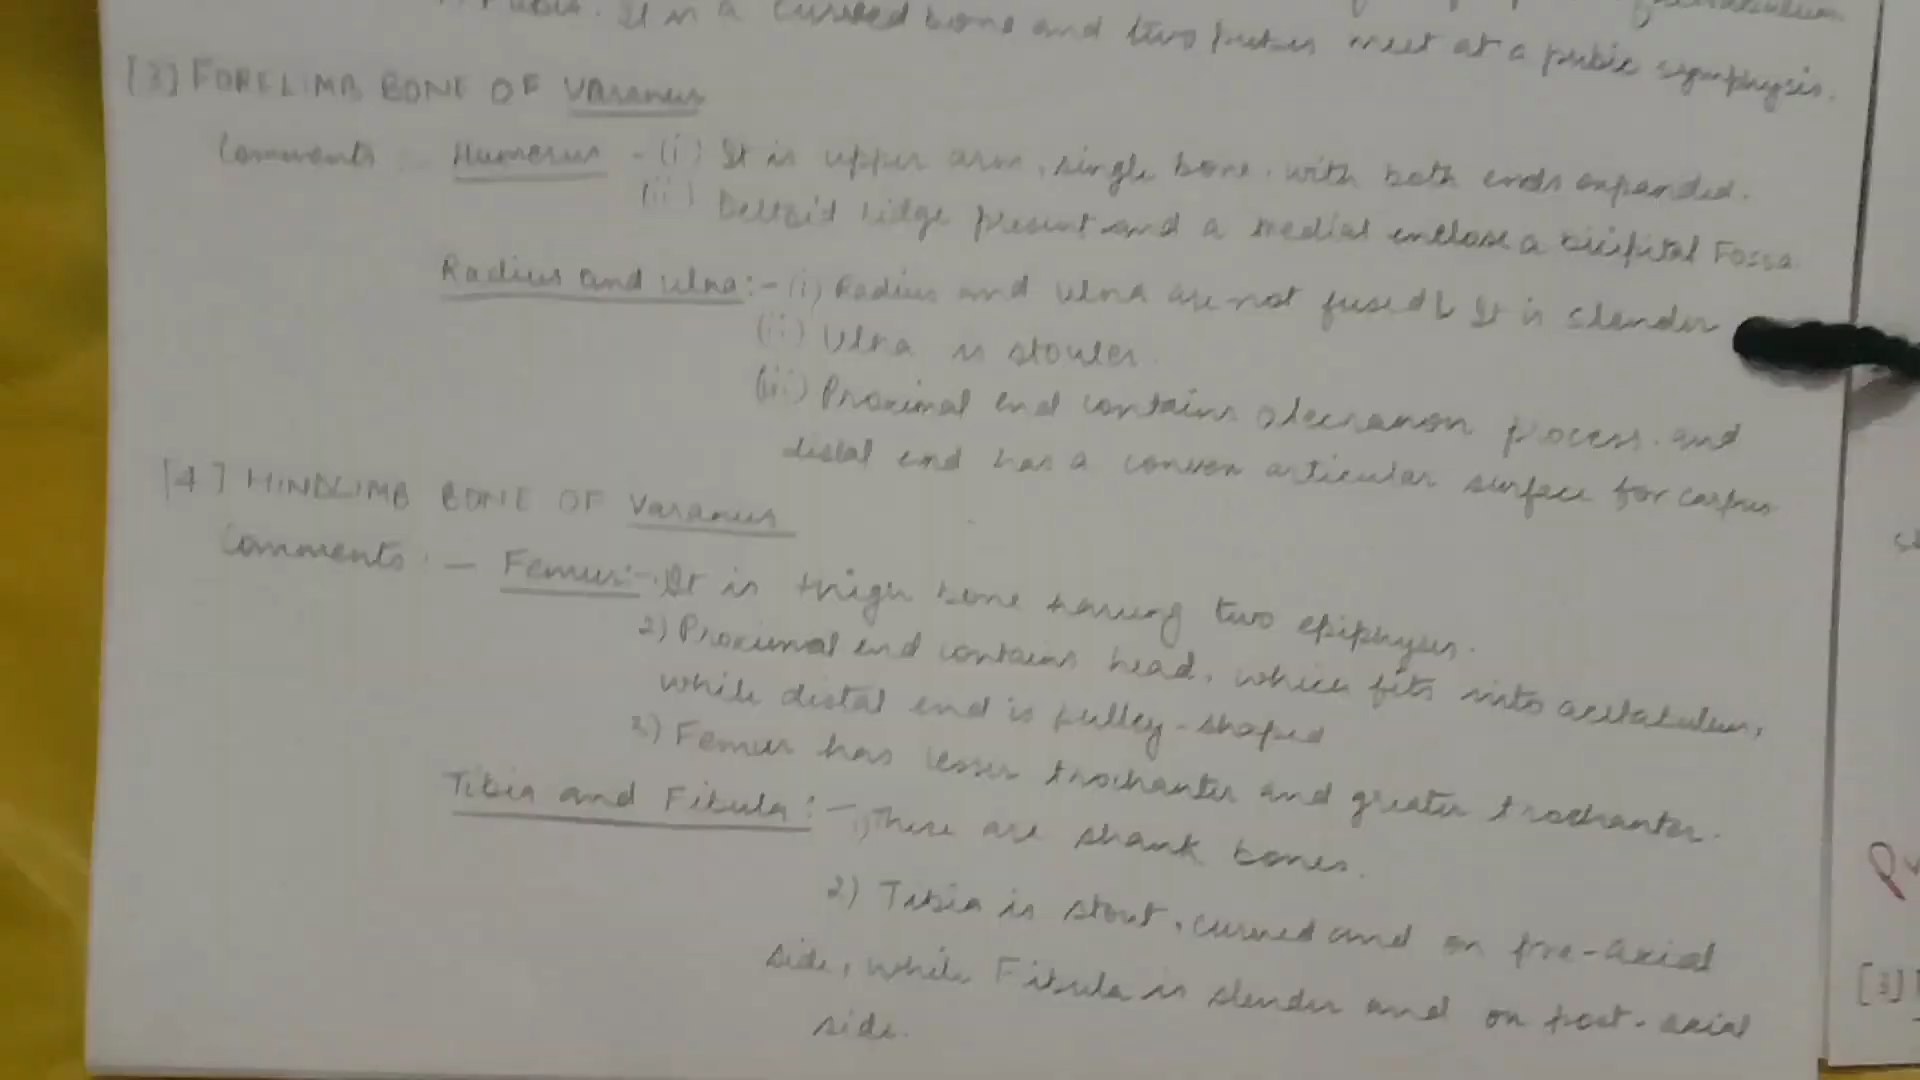 Pubis. It is a curved bone and two pubis meet at a pubic symphysis.
[3] FORELIMB BONE OF Varanus
Comments :- Humerus - (i) It is upper arm, single bone, with both ends expanded.
(ii) Deltoid ridge present and a medial enclose a bicipital Fossa
Radius and ulna:- (i) Radius and ulna are not fused & It is slender
(ii) Ulna is stouter.
(iii) Proximal end contains olecranon process and
distal end has a convex articular surface for carpus
[4] HINDLIMB BONE OF Varanus
Comments :- Femur:- It is thigh bone having two epiphyses.
2) Proximal end contains head, which fits into acetabulum,
while distal end is pulley-shaped
3) Femur has lesser trochanter and greater trochanter.
Tibia and Fibula :- 1) There are shank bones.
2) Tibia is stout, curved and on pre-axial
side, while Fibula is slender and on post-axial
side.
[3]